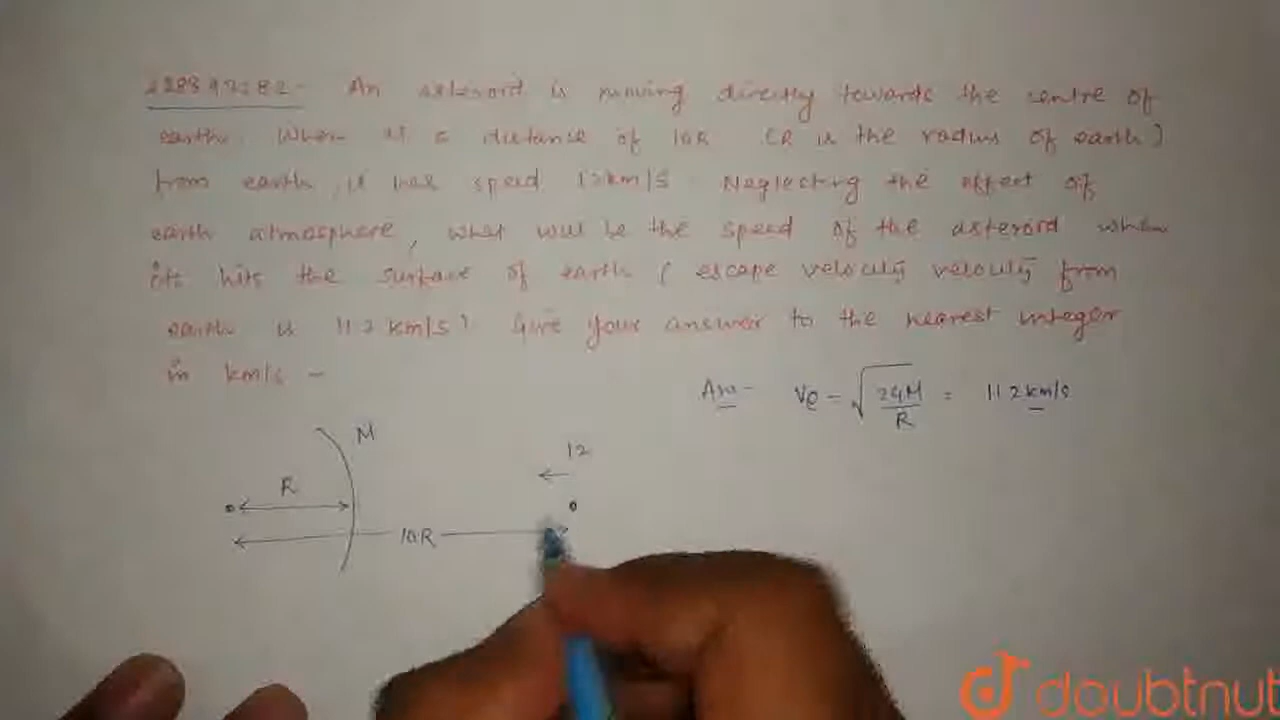 An asteroid is moving directly towards the centre of
earth. When it a distance of 10R (R is the radius of earth)
from earth, it has speed 12km/s. Neglecting the effect of
earth atmosphere, what will be the speed of the asteroid when
its hits the surface of earth (escape velocity velocity from
earth is 11.2 km/s) Give your answer to the nearest integer
in km/s -
Ans - Ve = √2GM/R = 11.2 km/s
M
12
R
10R
doubtnut